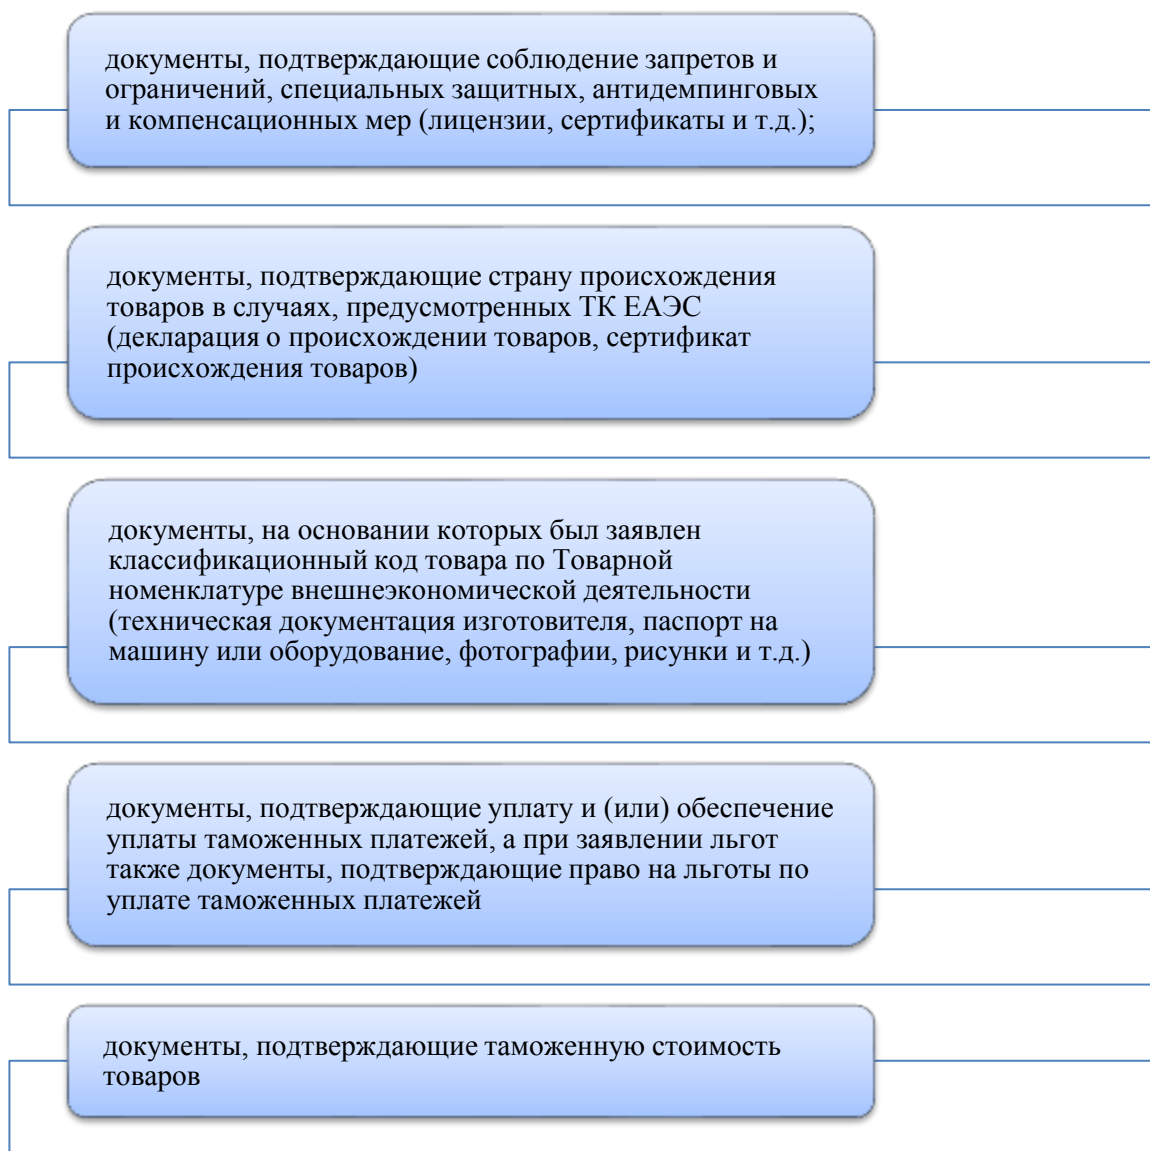 документы, подтверждающие соблюдение запретов и
ограничений, специальных защитных, антидемпинговых
и компенсационных мер (лицензии, сертификаты и т.д.);
документы, подтверждающие страну происхождения
товаров в случаях, предусмотренных ТК ЕАЭС
(декларация о происхождении товаров, сертификат
происхождения товаров)
документы, на основании которых был заявлен
классификационный код товара по Товарной
номенклатуре внешнеэкономической деятельности
(техническая документация изготовителя, паспорт на
машину или оборудование, фотографии, рисунки и т.д.)
документы, подтверждающие уплату и (или) обеспечение
уплаты таможенных платежей, а при заявлении льгот
также документы, подтверждающие право на льготы по
уплате таможенных платежей
документы, подтверждающие таможенную стоимость
товаров